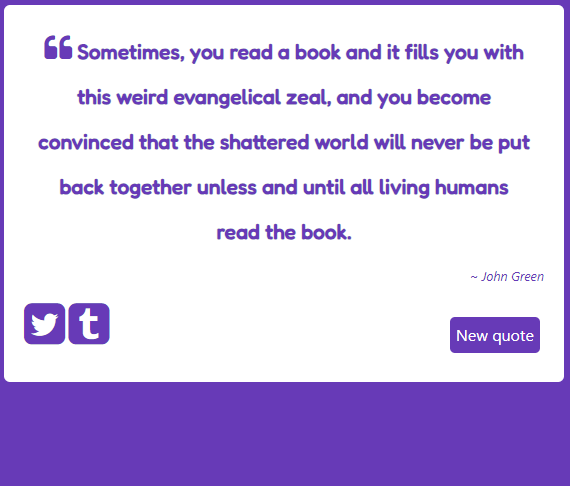 ❝ Sometimes, you read a book and it fills you with
this weird evangelical zeal, and you become
convinced that the shattered world will never be put
back together unless and until all living humans
read the book.
~ John Green
New quote